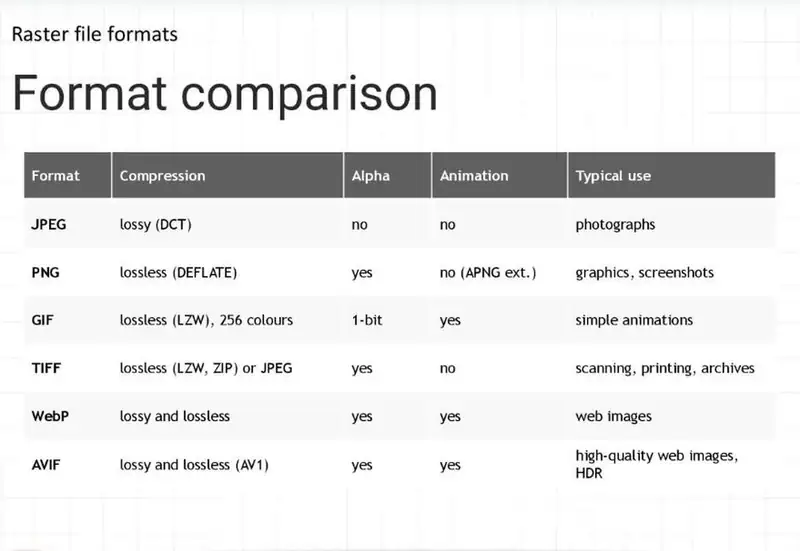 Raster file formats
Format comparison
Format Compression Alpha Animation Typical use
JPEG lossy (DCT) no no photographs
PNG lossless (DEFLATE) yes no (APNG ext.) graphics, screenshots
GIF lossless (LZW), 256 colours 1-bit yes simple animations
TIFF lossless (LZW, ZIP) or JPEG yes no scanning, printing, archives
WebP lossy and lossless yes yes web images
AVIF lossy and lossless (AV1) yes yes high-quality web images,
HDR